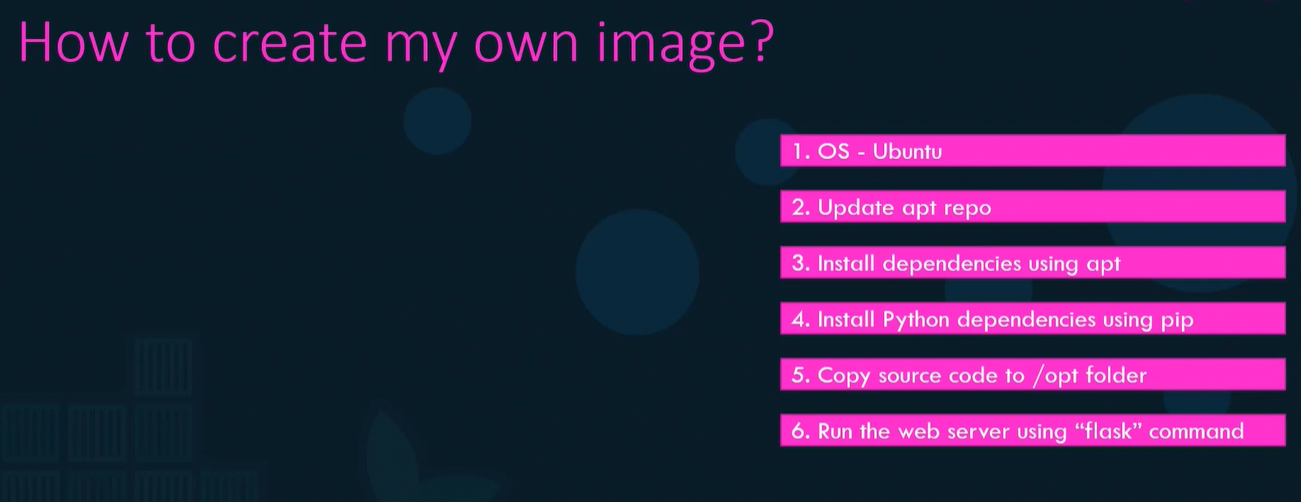 How to create my own image?
1. OS - Ubuntu
2. Update apt repo
3. Install dependencies using apt
4. Install Python dependencies using pip
5. Copy source code to /opt folder
6. Run the web server using “flask” command